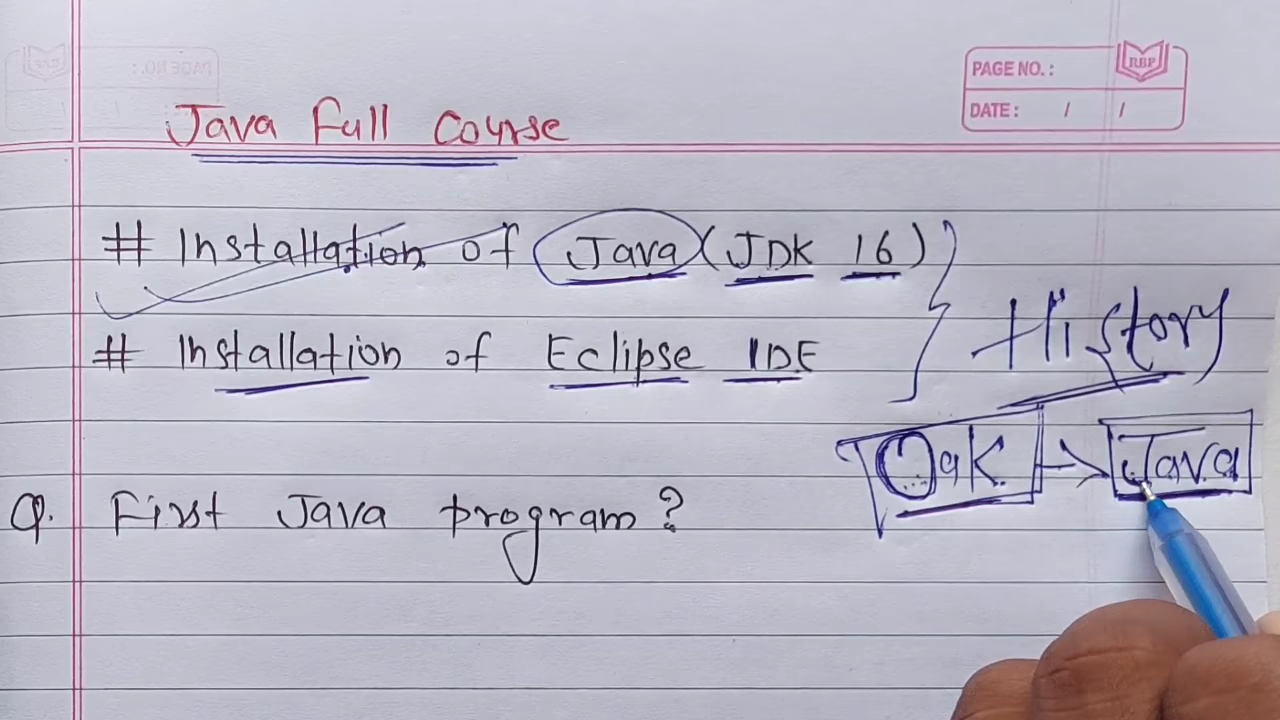 PAGE NO. :
RBP
DATE : / /
Java Full Course
# Installation of Java (JDK 16)
# Installation of Eclipse IDE
History
Oak → Java
Q. First Java program?